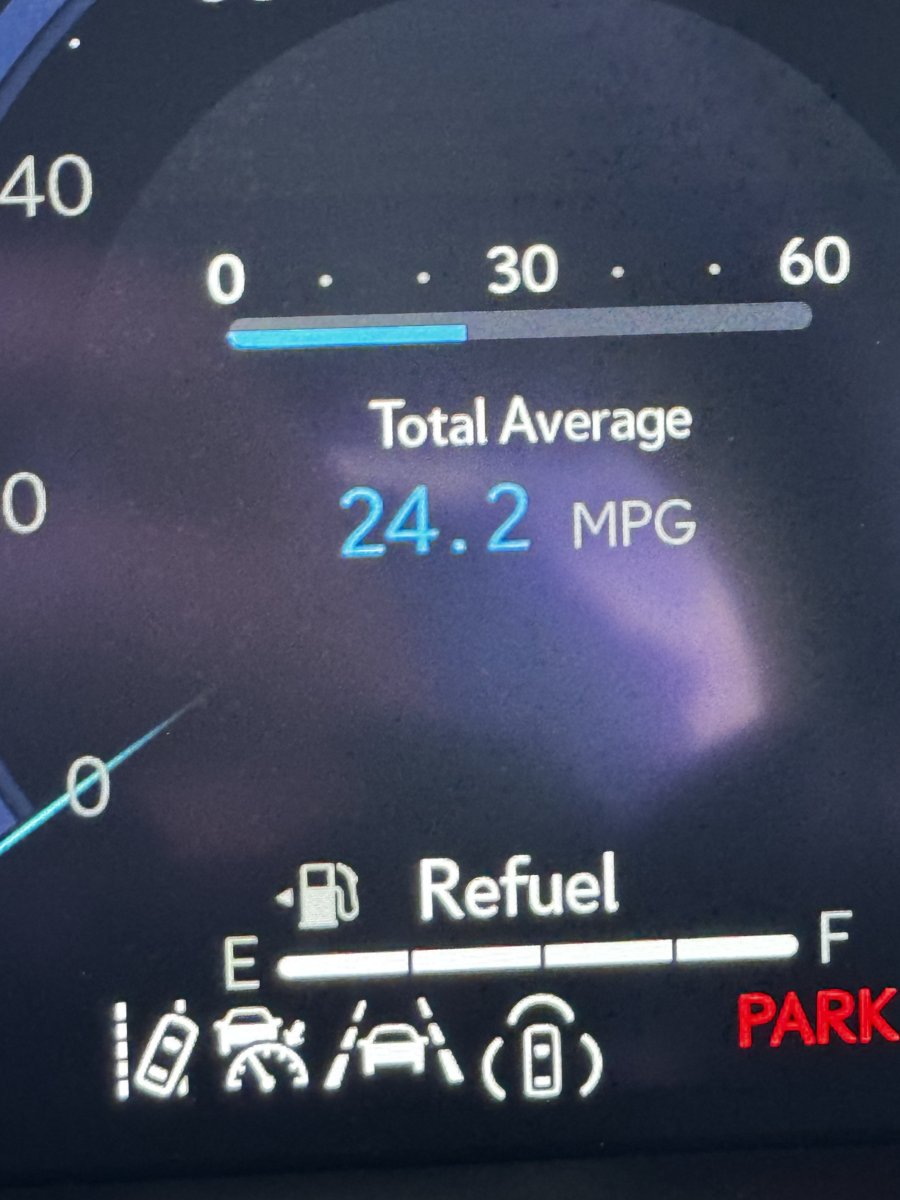 40
0 30 60
Total Average
24.2 MPG
0
0
Refuel
E F
PARK